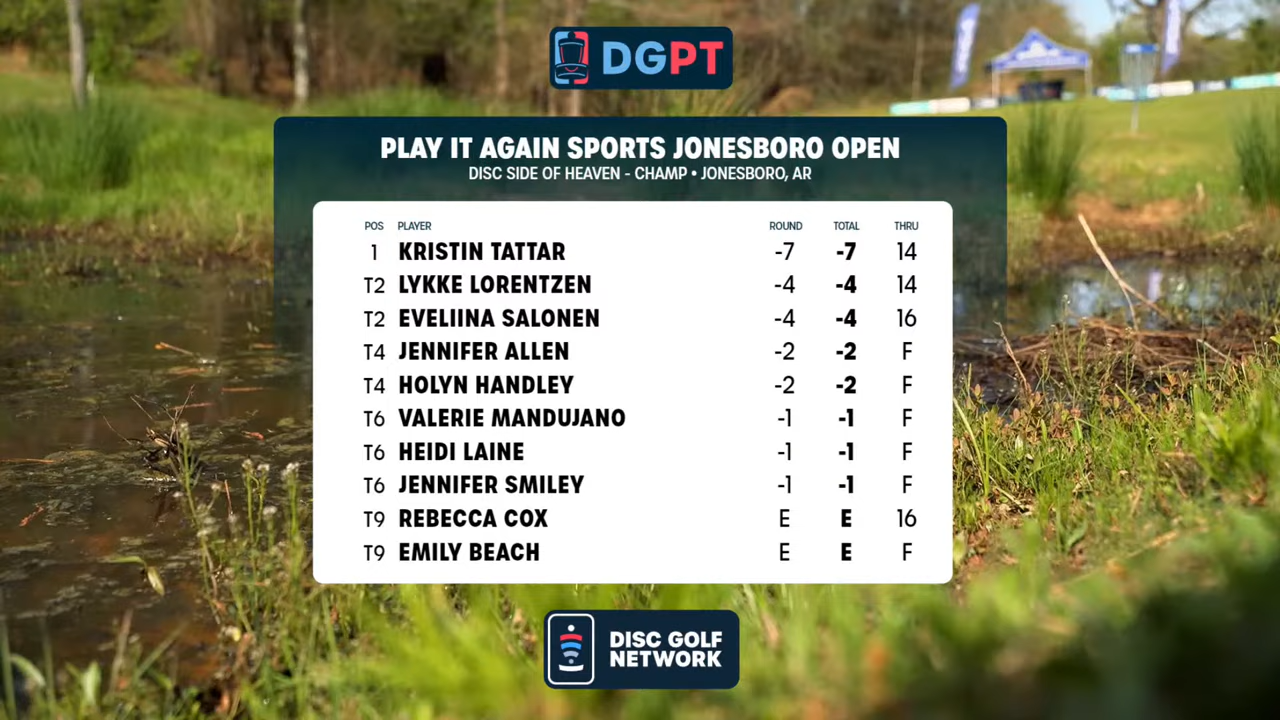 DGPT
PLAY IT AGAIN SPORTS JONESBORO OPEN
DISC SIDE OF HEAVEN - CHAMP • JONESBORO, AR
POS PLAYER ROUND TOTAL THRU
1 KRISTIN TATTAR -7 -7 14
T2 LYKKE LORENTZEN -4 -4 14
T2 EVELIINA SALONEN -4 -4 16
T4 JENNIFER ALLEN -2 -2 F
T4 HOLYN HANDLEY -2 -2 F
T6 VALERIE MANDUJANO -1 -1 F
T6 HEIDI LAINE -1 -1 F
T6 JENNIFER SMILEY -1 -1 F
T9 REBECCA COX E E 16
T9 EMILY BEACH E E F
DISC GOLF
NETWORK